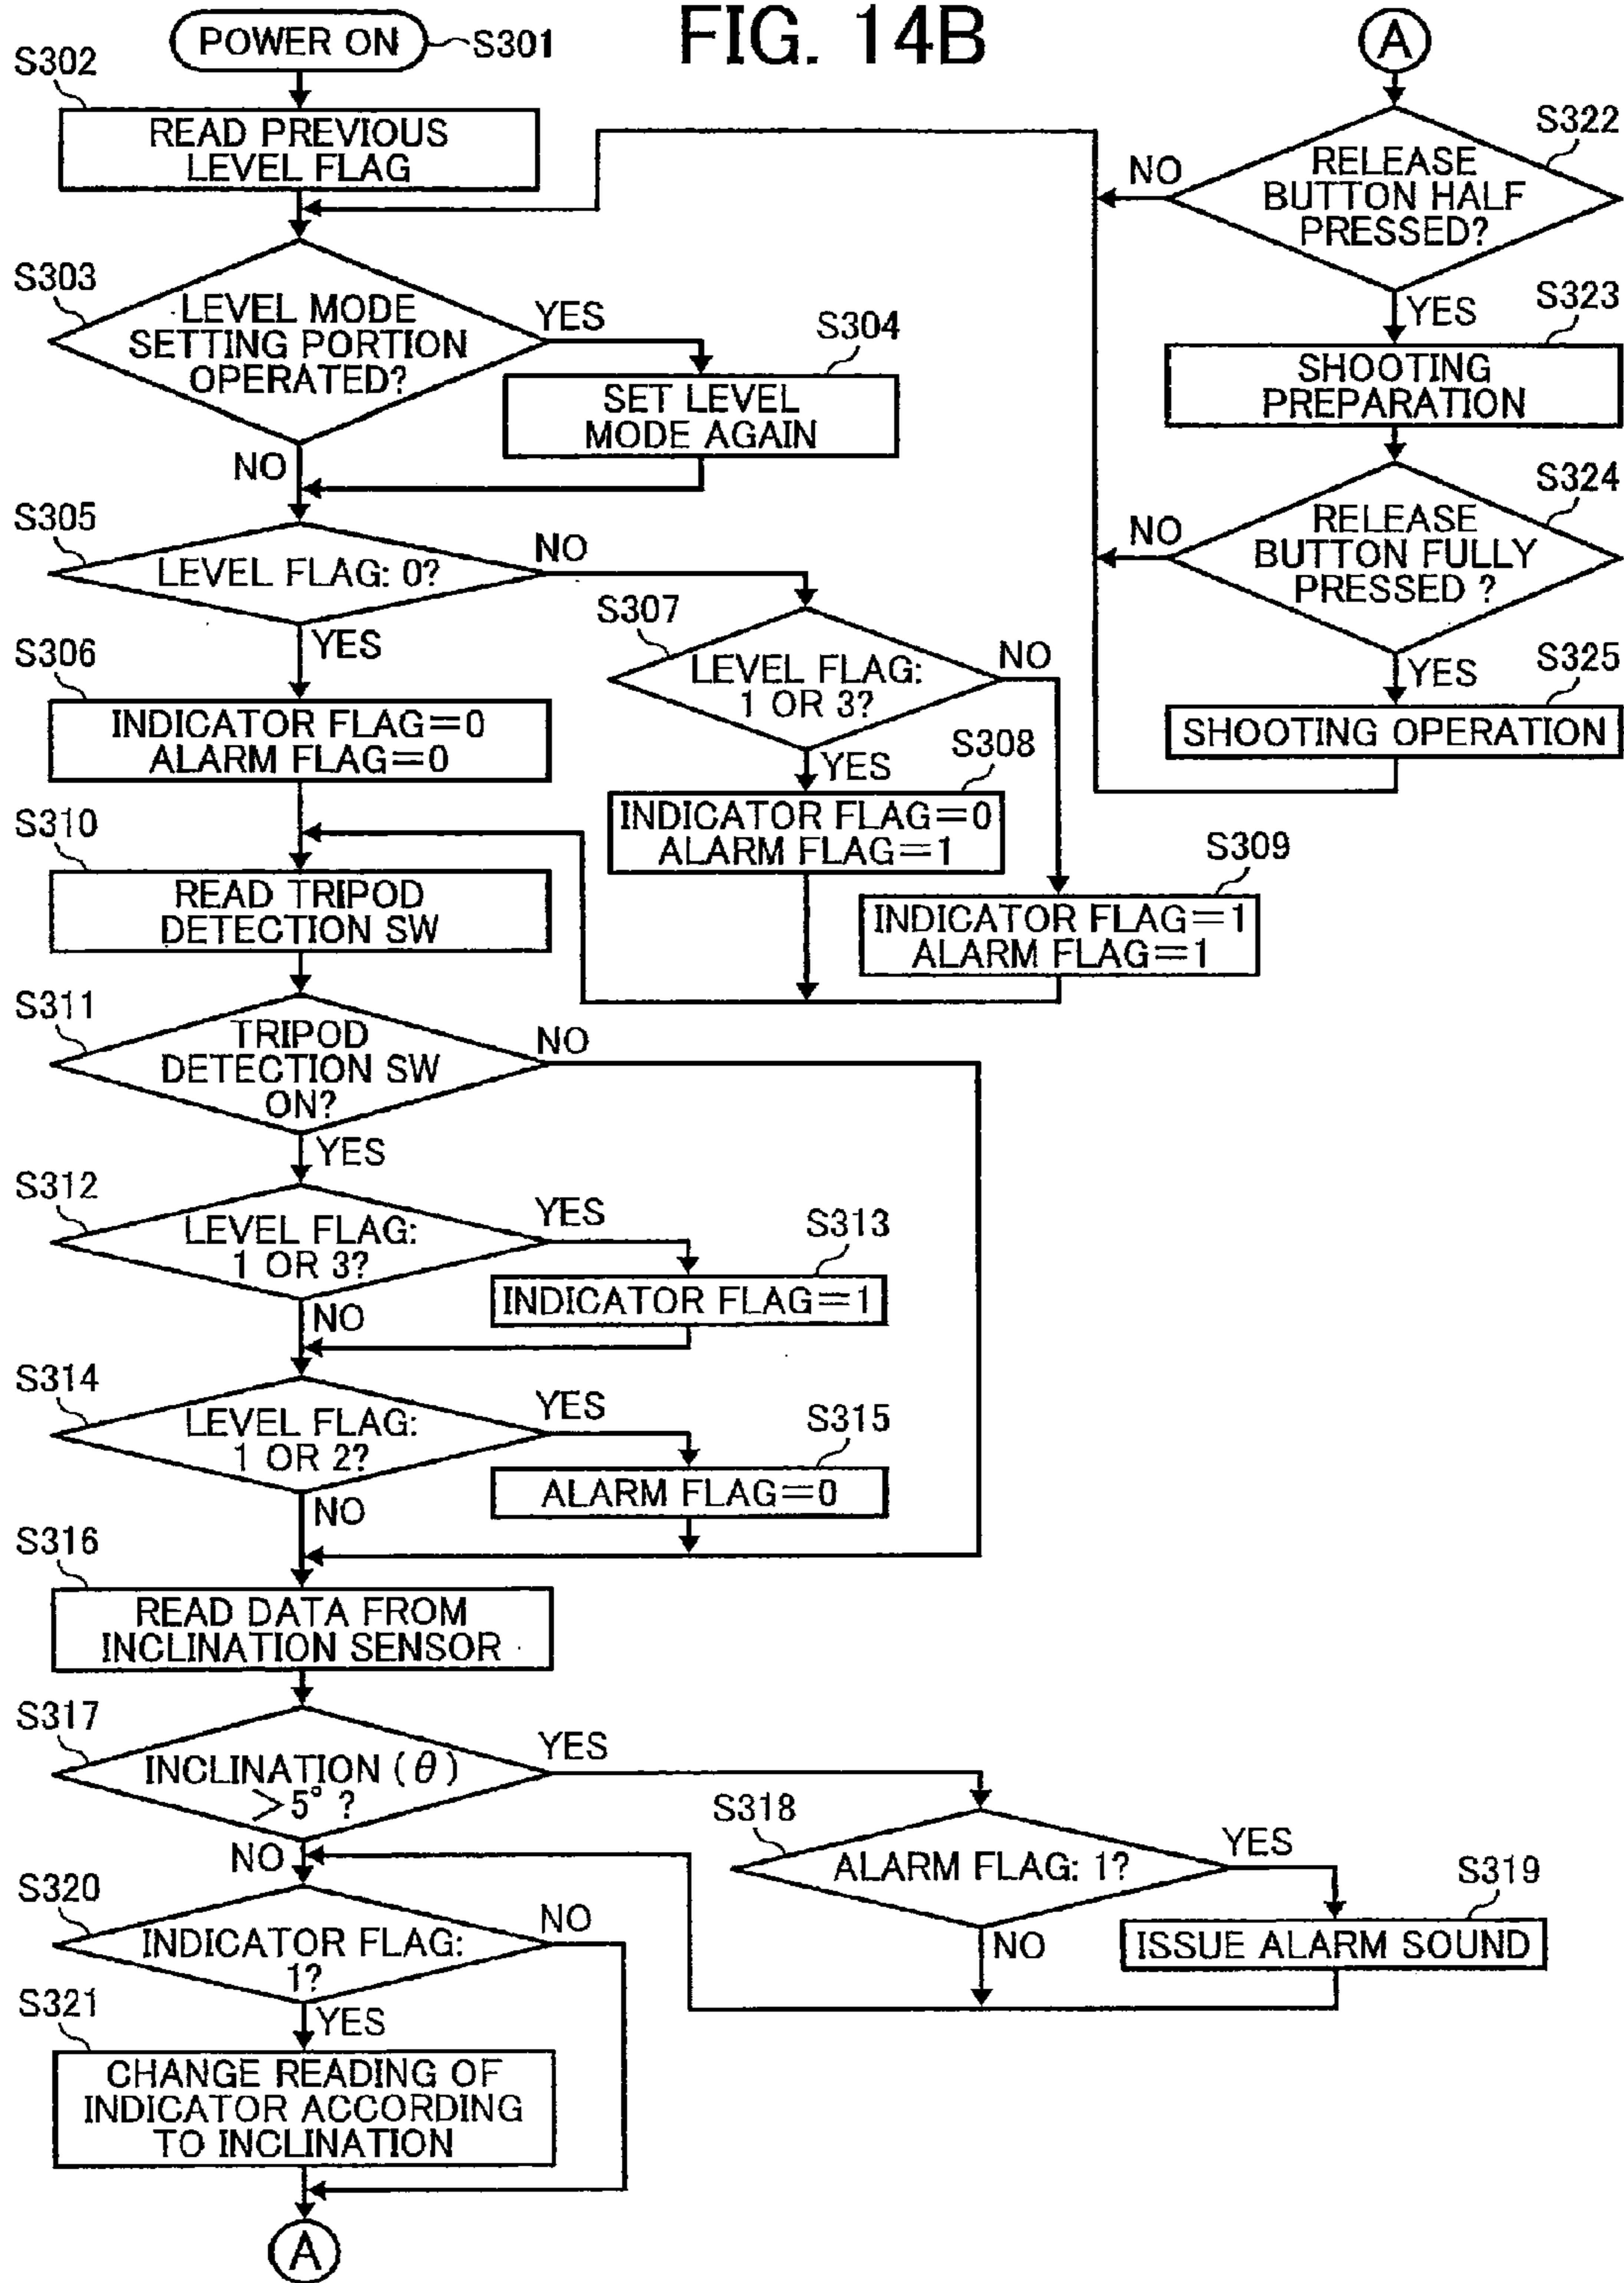 FIG. 14B
POWER ON
S301
S302
READ PREVIOUS
LEVEL FLAG
S303
LEVEL MODE
SETTING PORTION
OPERATED?
YES
NO
S304
SET LEVEL
MODE AGAIN
S305
LEVEL FLAG: 0?
NO
YES
S306
INDICATOR FLAG=0
ALARM FLAG=0
S307
LEVEL FLAG:
1 OR 3?
NO
YES
S308
INDICATOR FLAG=0
ALARM FLAG=1
S309
INDICATOR FLAG=1
ALARM FLAG=1
S310
READ TRIPOD
DETECTION SW
S311
TRIPOD
DETECTION SW
ON?
NO
YES
S312
LEVEL FLAG:
1 OR 3?
YES
NO
S313
INDICATOR FLAG=1
S314
LEVEL FLAG:
1 OR 2?
YES
NO
S315
ALARM FLAG=0
S316
READ DATA FROM
INCLINATION SENSOR
S317
INCLINATION (θ)
>5° ?
YES
NO
S318
ALARM FLAG: 1?
YES
NO
S319
ISSUE ALARM SOUND
S320
INDICATOR FLAG:
1?
NO
YES
S321
CHANGE READING OF
INDICATOR ACCORDING
TO INCLINATION
A
A
S322
RELEASE
BUTTON HALF
PRESSED?
NO
YES
S323
SHOOTING
PREPARATION
S324
RELEASE
BUTTON FULLY
PRESSED ?
NO
YES
S325
SHOOTING OPERATION